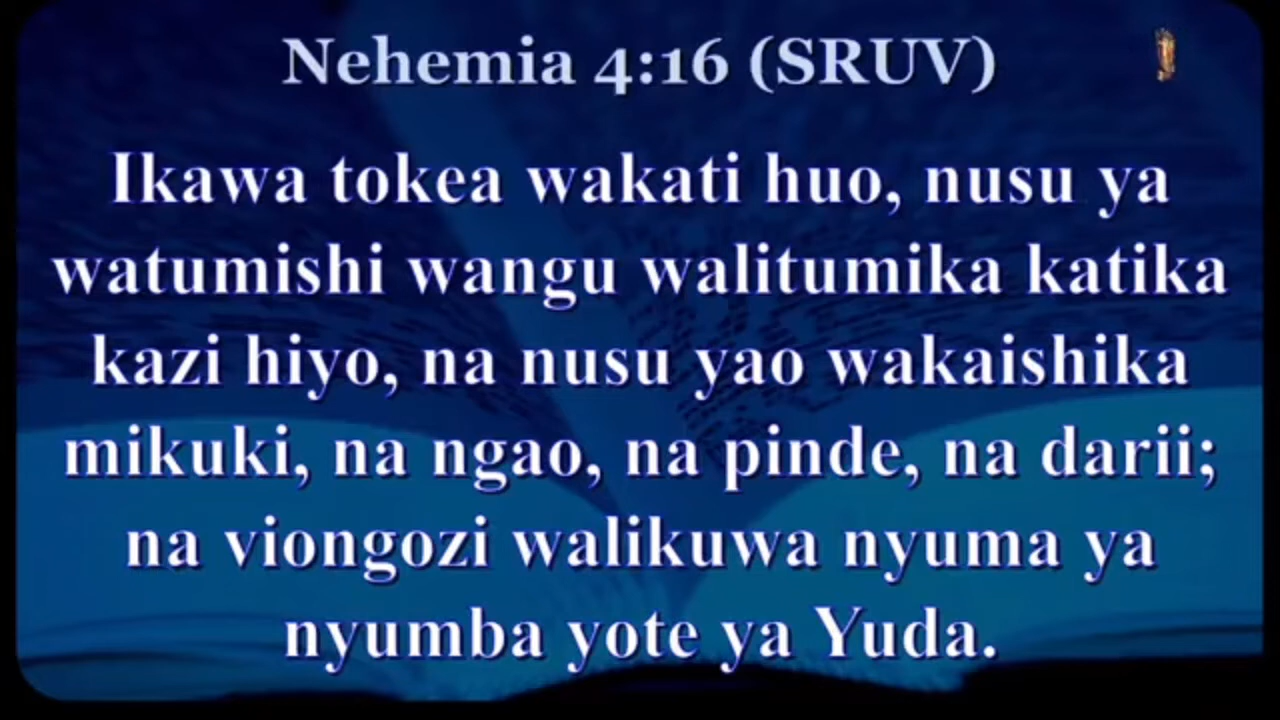 Nehemia 4:16 (SRUV)
Ikawa tokea wakati huo, nusu ya
watumishi wangu walitumika katika
kazi hiyo, na nusu yao wakaishika
mikuki, na ngao, na pinde, na darii;
na viongozi walikuwa nyuma ya
nyumba yote ya Yuda.